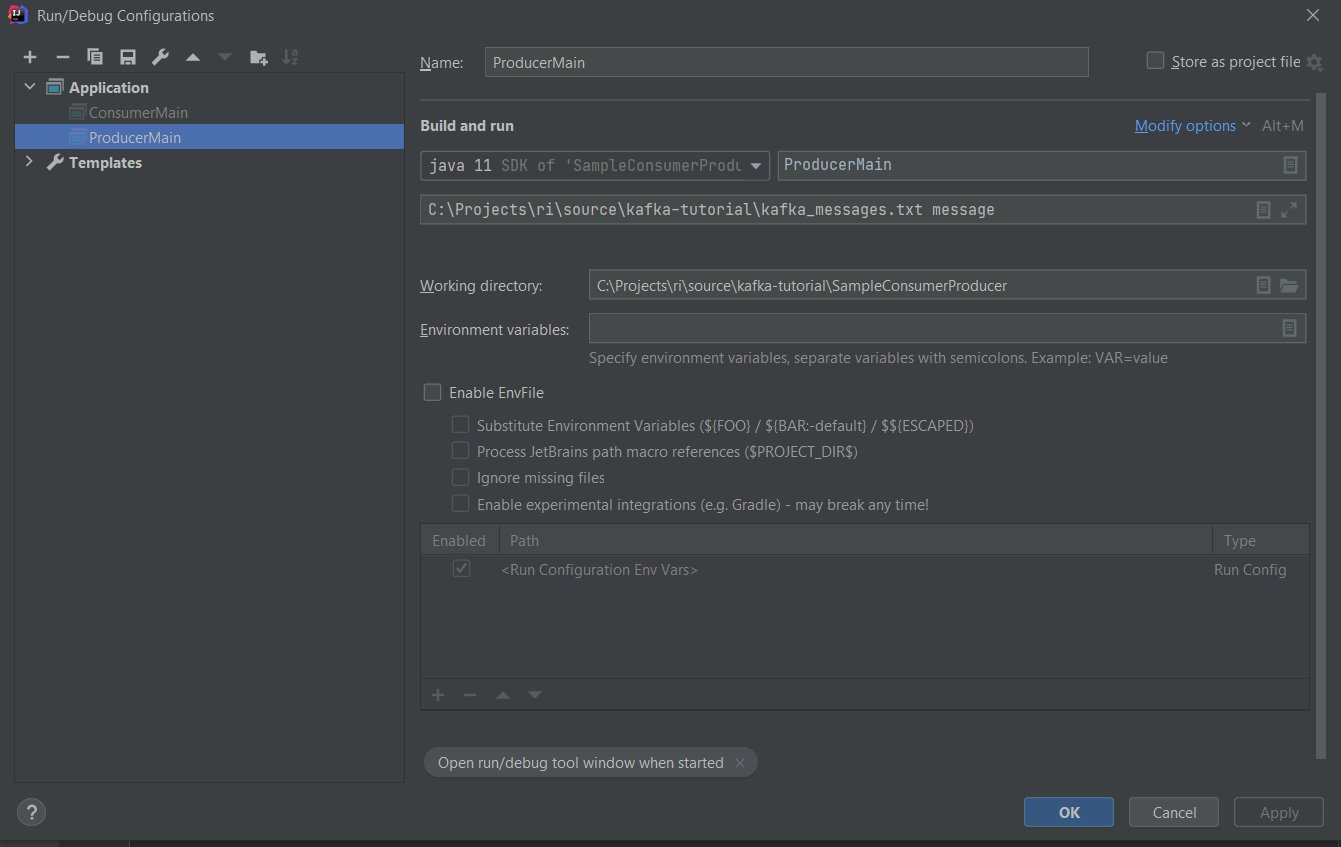 Run/Debug Configurations
Application
ConsumerMain
ProducerMain
Templates
Name: ProducerMain
Store as project file
Build and run
Modify options Alt+M
java 11 SDK of 'SampleConsumerProdu
ProducerMain
C:\Projects\ri\source\kafka-tutorial\kafka_messages.txt message
Working directory: C:\Projects\ri\source\kafka-tutorial\SampleConsumerProducer
Environment variables:
Specify environment variables, separate variables with semicolons. Example: VAR=value
Enable EnvFile
Substitute Environment Variables (${FOO} / ${BAR:-default} / $${ESCAPED})
Process JetBrains path macro references ($PROJECT_DIR$)
Ignore missing files
Enable experimental integrations (e.g. Gradle) - may break any time!
Enabled Path Type
<Run Configuration Env Vars> Run Config
Open run/debug tool window when started
? OK Cancel Apply